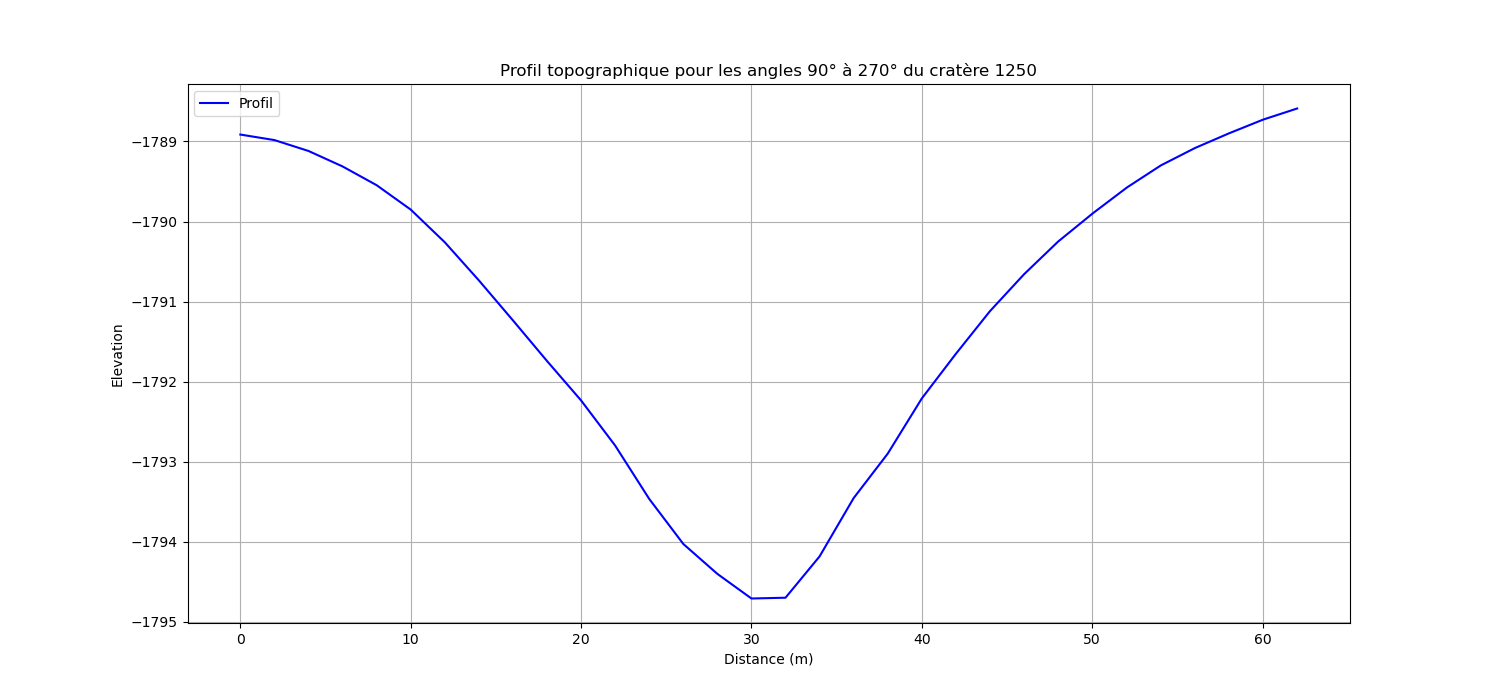 Profil topographique pour les angles 90° à 270° du cratère 1250
Profil
−1789
−1790
−1791
−1792
−1793
−1794
−1795
Elevation
0 10 20 30 40 50 60
Distance (m)